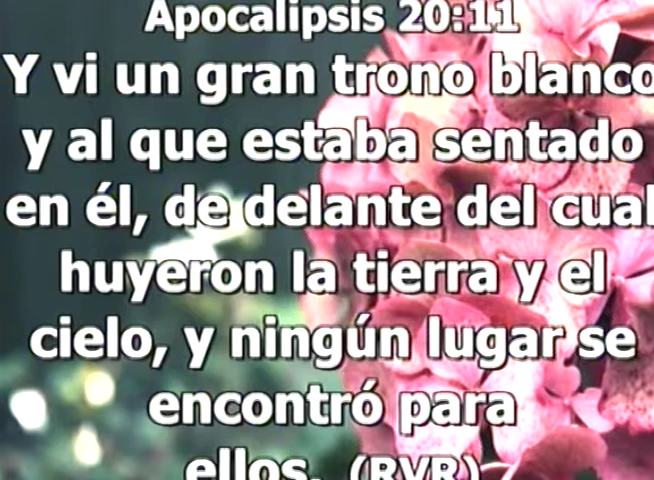 Apocalipsis 20:11
Y vi un gran trono blanco
y al que estaba sentado
en él, de delante del cual
huyeron la tierra y el
cielo, y ningún lugar se
encontró para
ellos. (RVR)